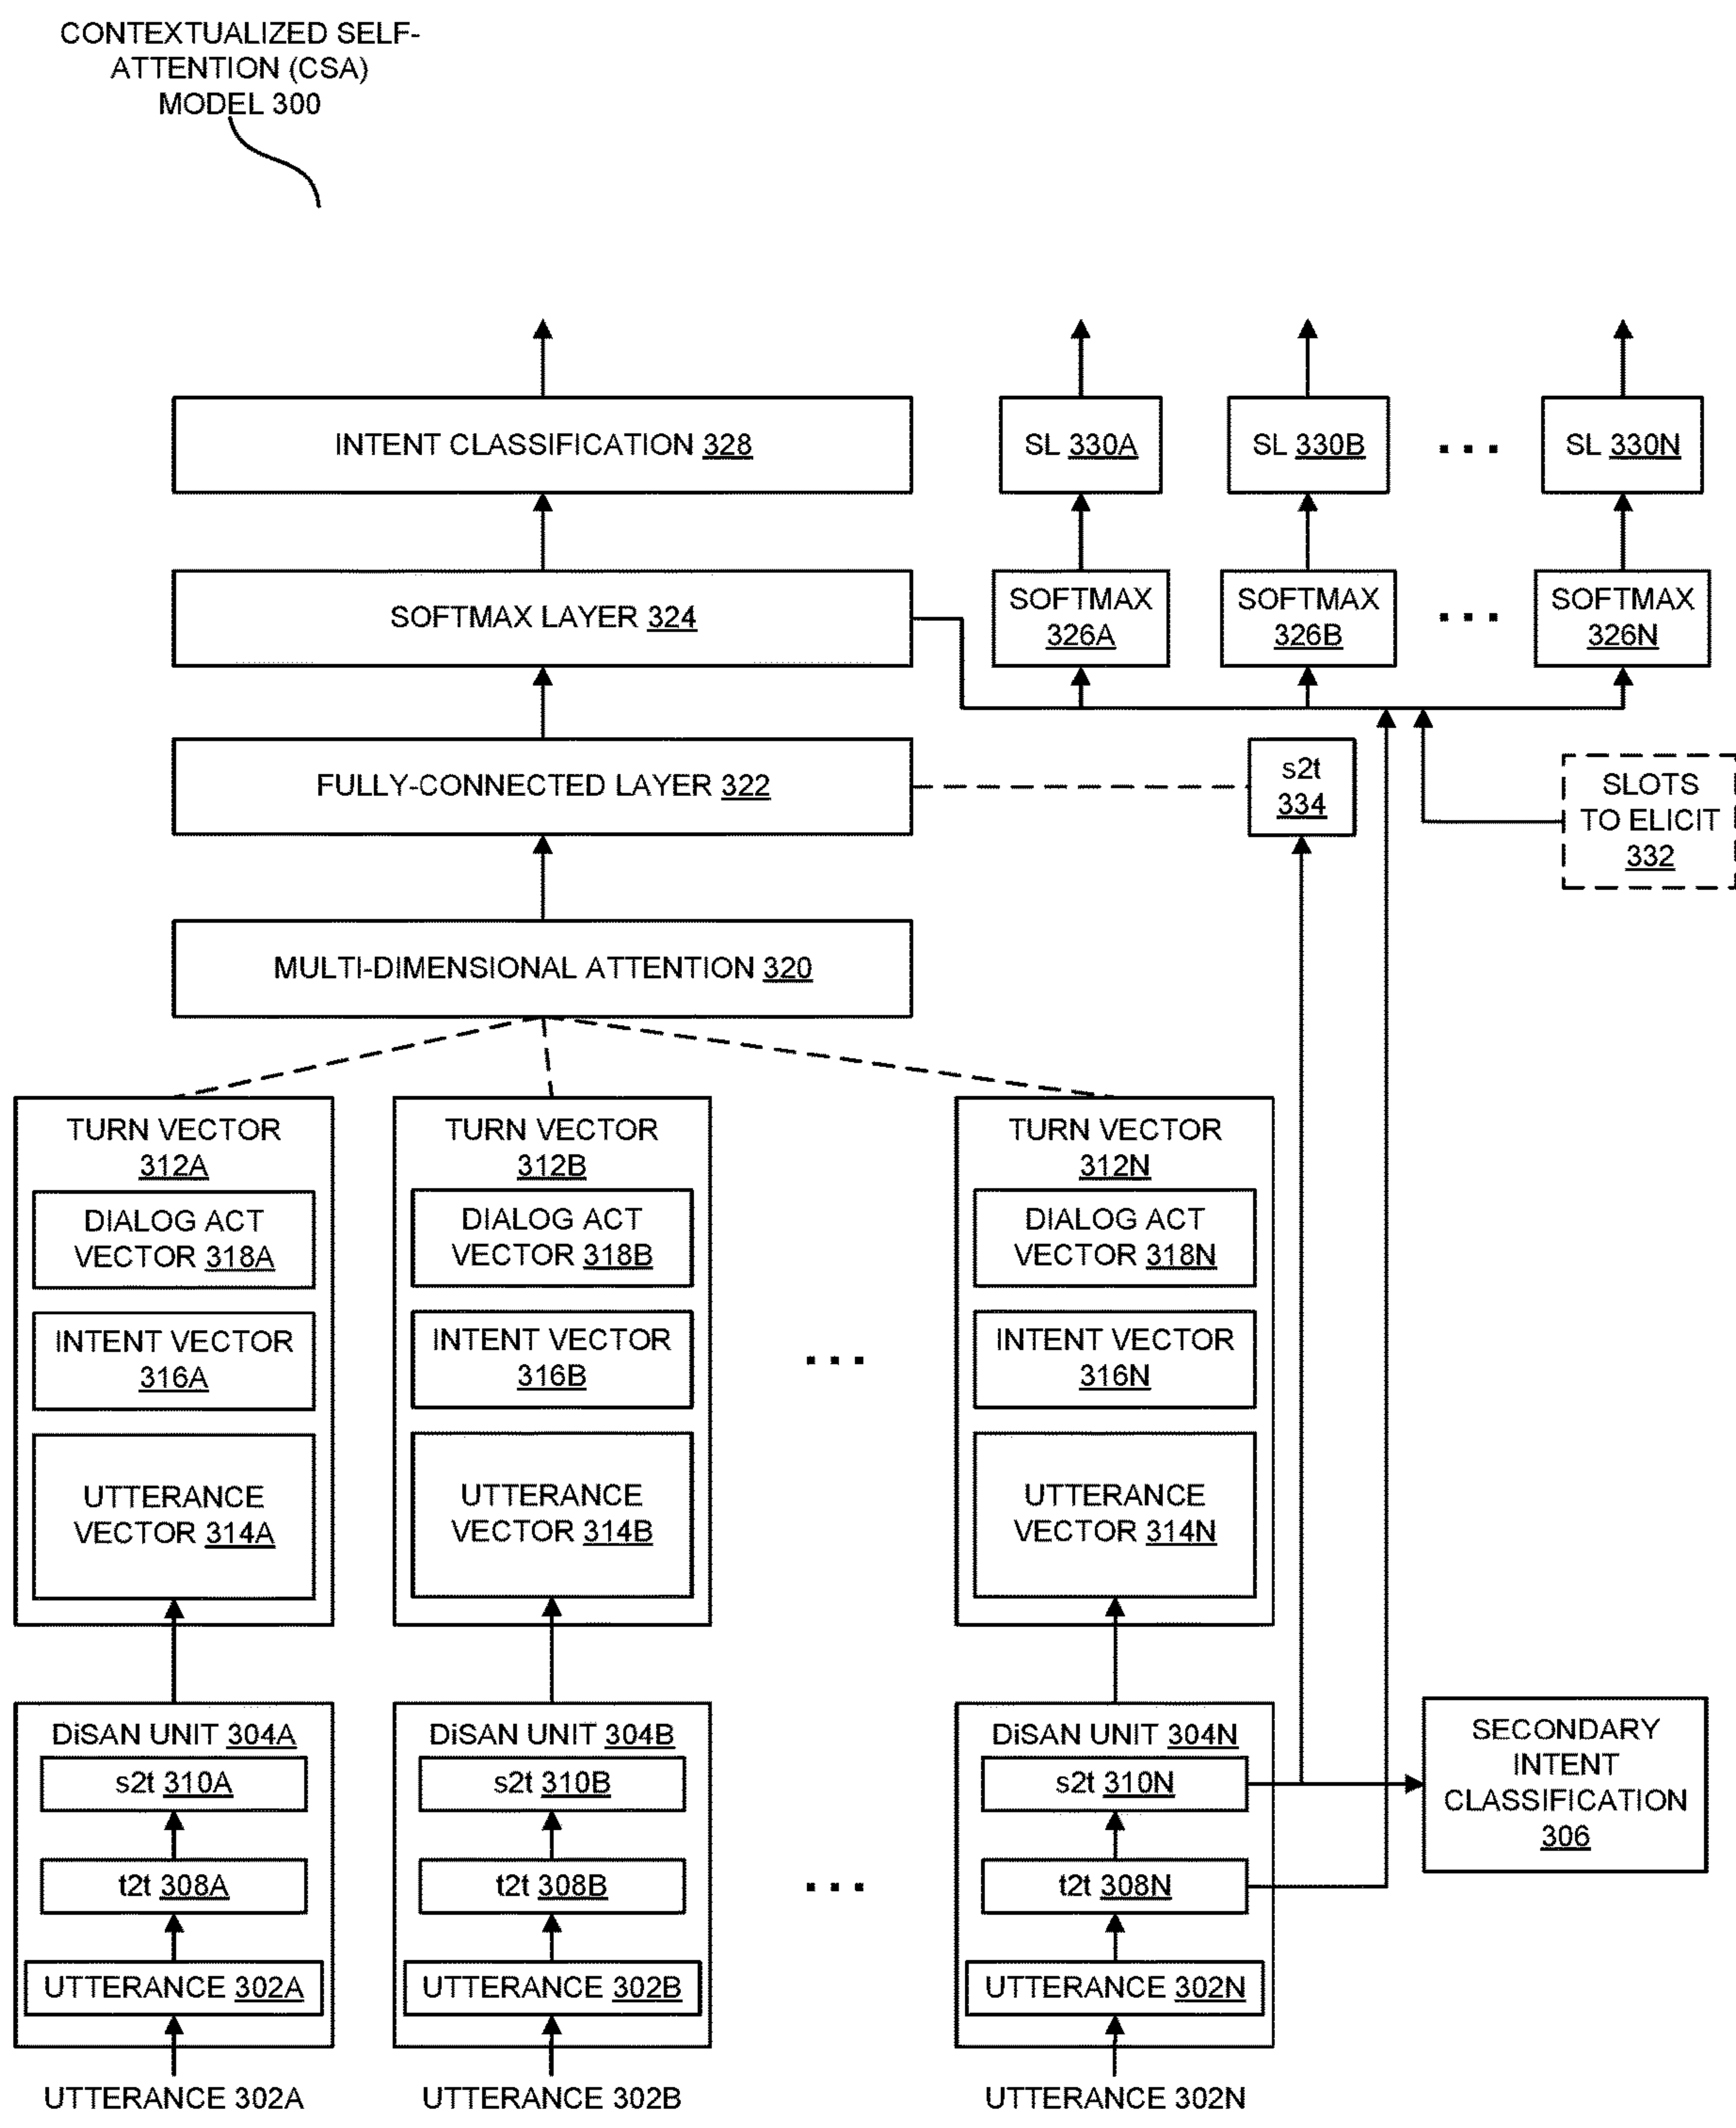 CONTEXTUALIZED SELF-
ATTENTION (CSA)
MODEL 300
INTENT CLASSIFICATION 328
SL 330A
SL 330B
...
SL 330N
SOFTMAX LAYER 324
SOFTMAX
326A
SOFTMAX
326B
...
SOFTMAX
326N
FULLY-CONNECTED LAYER 322
s2t
334
SLOTS
TO ELICIT
332
MULTI-DIMENSIONAL ATTENTION 320
TURN VECTOR
312A
DIALOG ACT
VECTOR 318A
INTENT VECTOR
316A
UTTERANCE
VECTOR 314A
TURN VECTOR
312B
DIALOG ACT
VECTOR 318B
INTENT VECTOR
316B
UTTERANCE
VECTOR 314B
...
TURN VECTOR
312N
DIALOG ACT
VECTOR 318N
INTENT VECTOR
316N
UTTERANCE
VECTOR 314N
DiSAN UNIT 304A
s2t 310A
t2t 308A
UTTERANCE 302A
UTTERANCE 302A
DiSAN UNIT 304B
s2t 310B
t2t 308B
UTTERANCE 302B
UTTERANCE 302B
...
DiSAN UNIT 304N
s2t 310N
t2t 308N
UTTERANCE 302N
UTTERANCE 302N
SECONDARY
INTENT
CLASSIFICATION
306